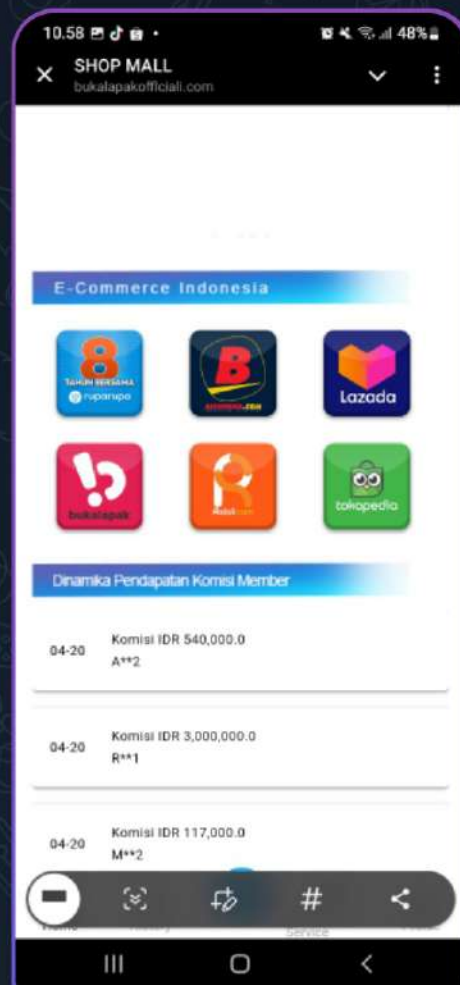 10.58
48%
SHOP MALL
bukalapakofflciali.com
E-Commerce Indonesia
8
TAHUN BERSAMA
ruparupa
B
Lazada
bukalapak
tokopedia
Dinamika Pendapatan Komisi Member
04-20
Komisi IDR 540,000.0
A**2
04-20
Komisi IDR 3,000,000.0
R**1
04-20
Komisi IDR 117,000.0
M**2
Service